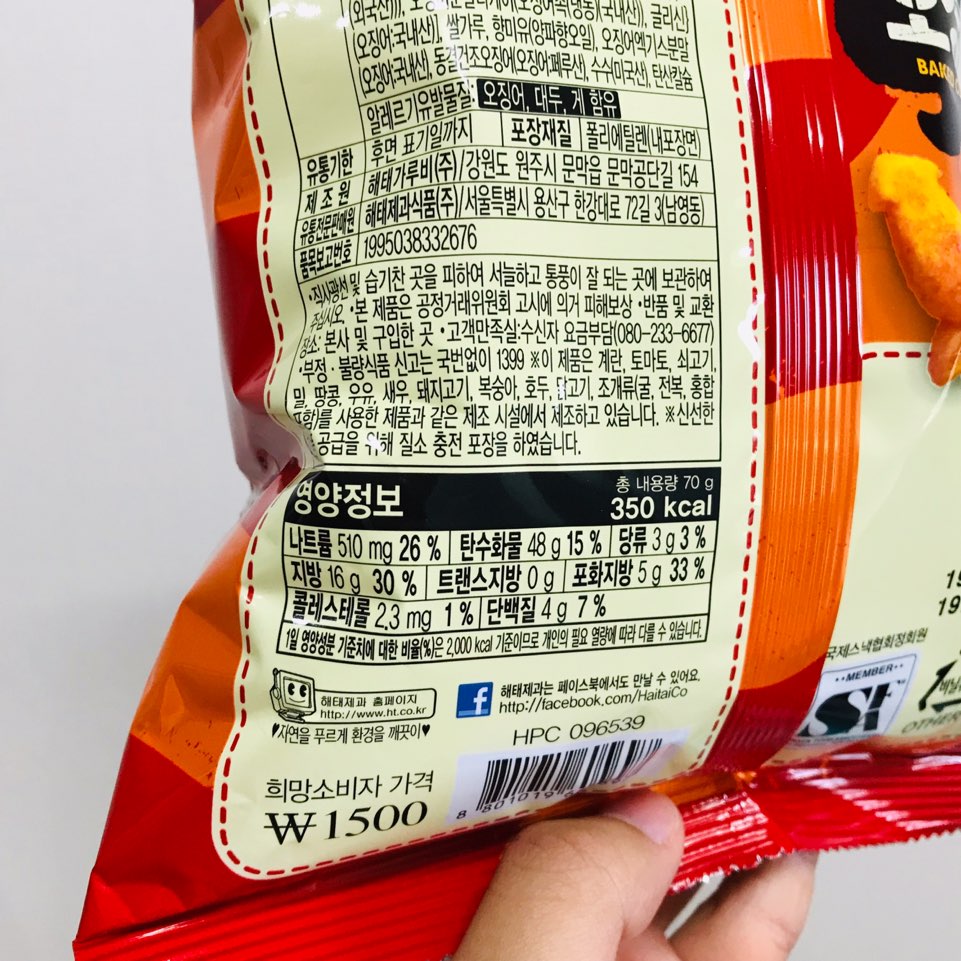 (오징어:국내산)], 쌀가루, 향미유(양파향오일), 오징어엑기스분말
(오징어:국내산), 동결건조오징어(오징어:페루산), 수수(미국산), 탄산칼슘
알레르기유발물질: 오징어, 대두, 게 함유
유통기한 후면 표기일까지 포장재질 폴리에틸렌(내포장면)
제조원 해태가루비(주)/강원도 원주시 문막읍 문막공단길 154
유통전문판매원 해태제과식품(주)/서울특별시 용산구 한강대로 72길 3(남영동)
품목보고번호 1995038332676
•직사광선 및 습기찬 곳을 피하여 서늘하고 통풍이 잘 되는 곳에 보관하여
주십시오. •본 제품은 공정거래위원회 고시에 의거 피해보상 •반품 및 교환
장소: 본사 및 구입한 곳 •고객만족실:수신자 요금부담(080-233-6677)
•부정·불량식품 신고는 국번없이 1399 ※이 제품은 계란, 토마토, 쇠고기,
밀, 땅콩, 우유, 새우, 돼지고기, 복숭아, 호두, 닭고기, 조개류(굴, 전복, 홍합
포함)를 사용한 제품과 같은 제조 시설에서 제조하고 있습니다. ※신선한
공급을 위해 질소 충전 포장을 하였습니다.
영양정보 총 내용량 70 g
350 kcal
나트륨 510 mg 26 % 탄수화물 48 g 15 % 당류 3 g 3 %
지방 16 g 30 % 트랜스지방 0 g 포화지방 5 g 33 %
콜레스테롤 2.3 mg 1 % 단백질 4 g 7 %
1일 영양성분 기준치에 대한 비율(%)은 2,000 kcal 기준이므로 개인의 필요 열량에 따라 다를 수 있습니다.
해태제과 홈페이지
http://www.ht.co.kr
♥자연을 푸르게 환경을 깨끗이♥
f 해태제과는 페이스북에서도 만날 수 있어요.
http://facebook.com/HaitaiCo
HPC 096539
희망소비자 가격
₩1500
8 801019
국제스낵협회정회원
••MEMBER••
OTHER